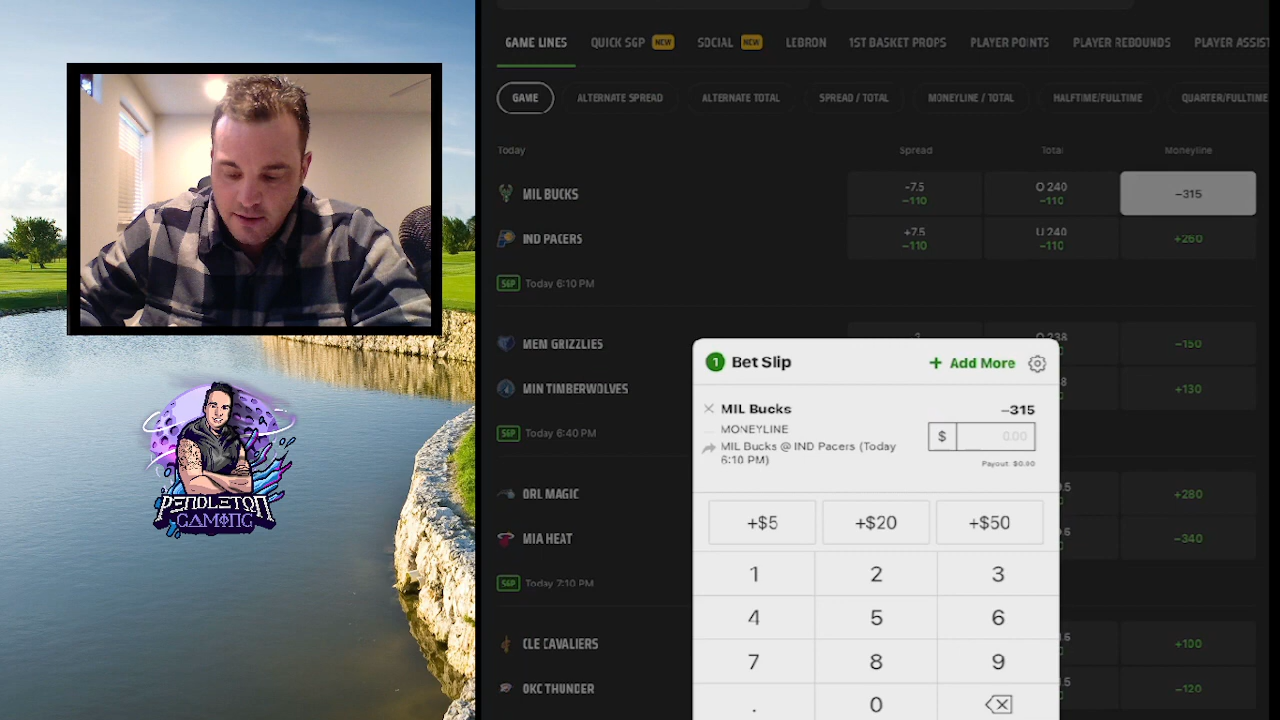 GAME LINES QUICK SGP NEW SOCIAL NEW LEBRON 1ST BASKET PROPS PLAYER POINTS PLAYER REBOUNDS PLAYER ASSIST
GAME ALTERNATE SPREAD ALTERNATE TOTAL SPREAD / TOTAL MONEYLINE / TOTAL HALFTIME/FULLTIME QUARTER/FULLTIME
Today Spread Total Moneyline
MIL BUCKS -7.5 O 240 −315
−110 −110
IND PACERS +7.5 U 240 +260
−110 −110
SGP Today 6:10 PM
MEM GRIZZLIES O 238 −150
MIN TIMBERWOLVES +130
SGP Today 6:40 PM
ORL MAGIC +280
MIA HEAT −340
SGP Today 7:10 PM
CLE CAVALIERS +100
OKC THUNDER −120
1 Bet Slip + Add More
MIL Bucks −315
MONEYLINE
MIL Bucks @ IND Pacers (Today
6:10 PM)
$ 0.00
Payout: $0.00
+$5 +$20 +$50
1 2 3
4 5 6
7 8 9
. 0
PENDLETON
GAMING